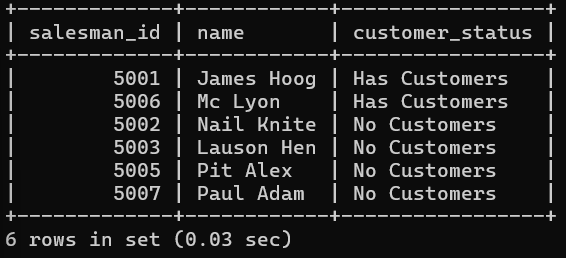 +-------------+------------+-----------------+
| salesman_id | name       | customer_status |
+-------------+------------+-----------------+
|        5001 | James Hoog | Has Customers   |
|        5006 | Mc Lyon    | Has Customers   |
|        5002 | Nail Knite | No Customers    |
|        5003 | Lauson Hen | No Customers    |
|        5005 | Pit Alex   | No Customers    |
|        5007 | Paul Adam  | No Customers    |
+-------------+------------+-----------------+
6 rows in set (0.03 sec)